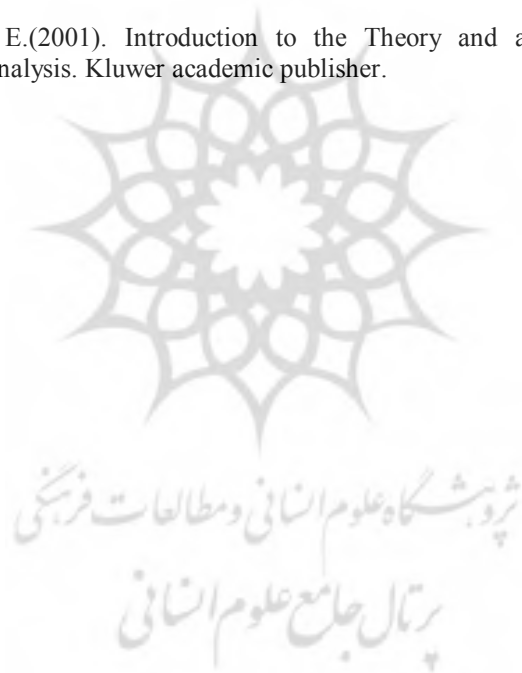 E.(2001). Introduction to the Theory and a
nalysis. Kluwer academic publisher.
پژوهشگاه علوم انسانی و مطالعات فرهنگی
پرتال جامع علوم انسانی